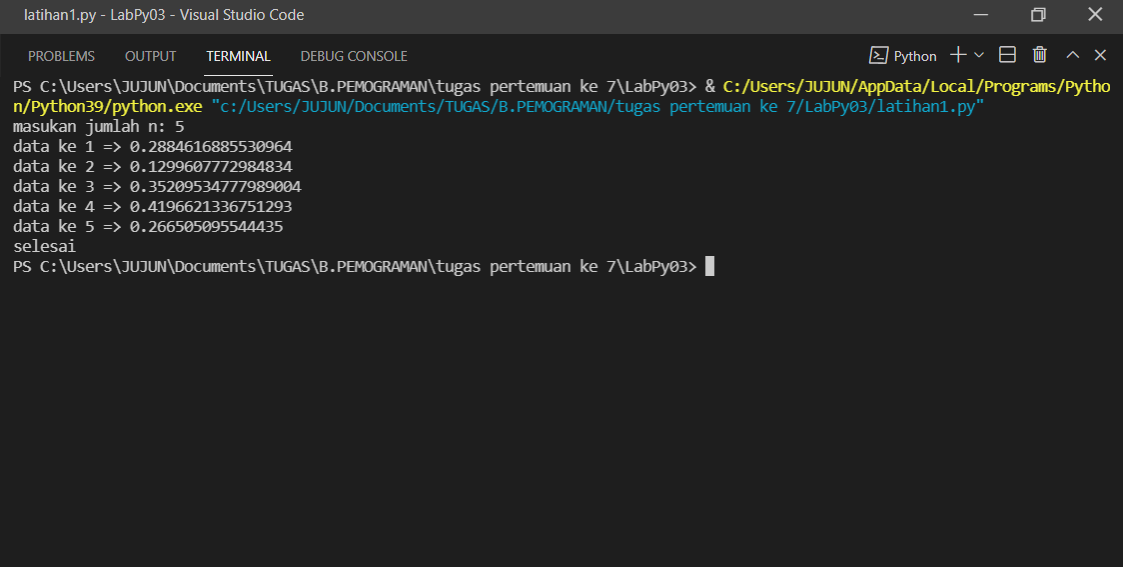 latihan1.py - LabPy03 - Visual Studio Code
PROBLEMS OUTPUT TERMINAL DEBUG CONSOLE Python
PS C:\Users\JUJUN\Documents\TUGAS\B.PEMOGRAMAN\tugas pertemuan ke 7\LabPy03> & C:/Users/JUJUN/AppData/Local/Programs/Pytho
n/Python39/python.exe "c:/Users/JUJUN/Documents/TUGAS/B.PEMOGRAMAN/tugas pertemuan ke 7/LabPy03/latihan1.py"
masukan jumlah n: 5
data ke 1 => 0.2884616885530964
data ke 2 => 0.1299607772984834
data ke 3 => 0.35209534777989004
data ke 4 => 0.4196621336751293
data ke 5 => 0.266505095544435
selesai
PS C:\Users\JUJUN\Documents\TUGAS\B.PEMOGRAMAN\tugas pertemuan ke 7\LabPy03>